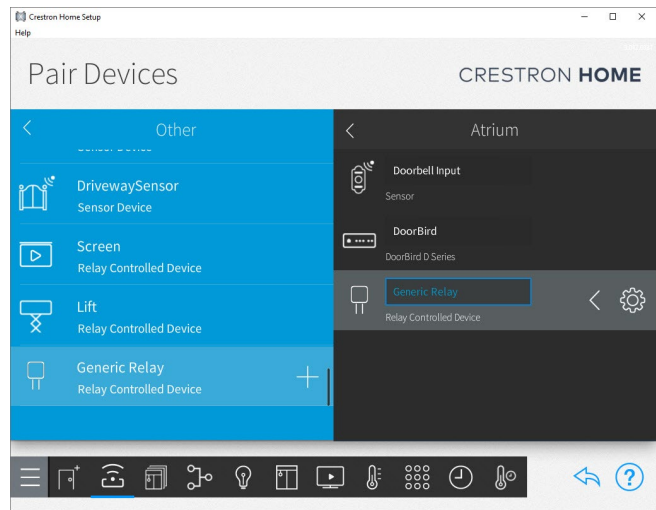 Crestron Home Setup
Help
Pair Devices
CRESTRON HOME
Other
DrivewaySensor
Sensor Device
Screen
Relay Controlled Device
Lift
Relay Controlled Device
Generic Relay
Relay Controlled Device
Atrium
Doorbell Input
Sensor
DoorBird
DoorBird D Series
Generic Relay
Relay Controlled Device
?